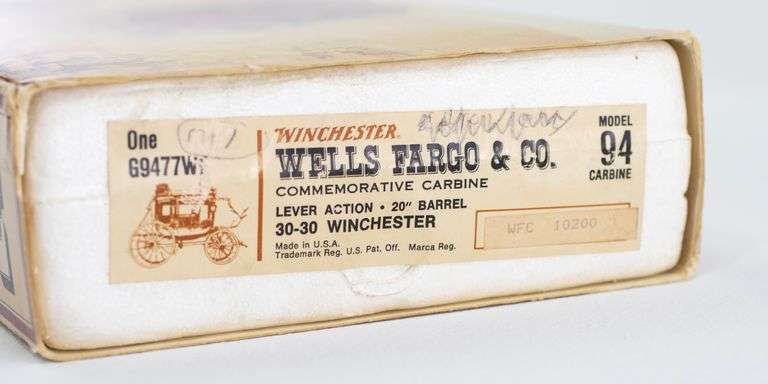 One
G9477WF
WINCHESTER
WELLS FARGO & CO.
COMMEMORATIVE CARBINE
LEVER ACTION • 20" BARREL
30-30 WINCHESTER
Made in U.S.A.
Trademark Reg. U.S. Pat. Off. Marca Reg.
MODEL
94
CARBINE
WFC 10200